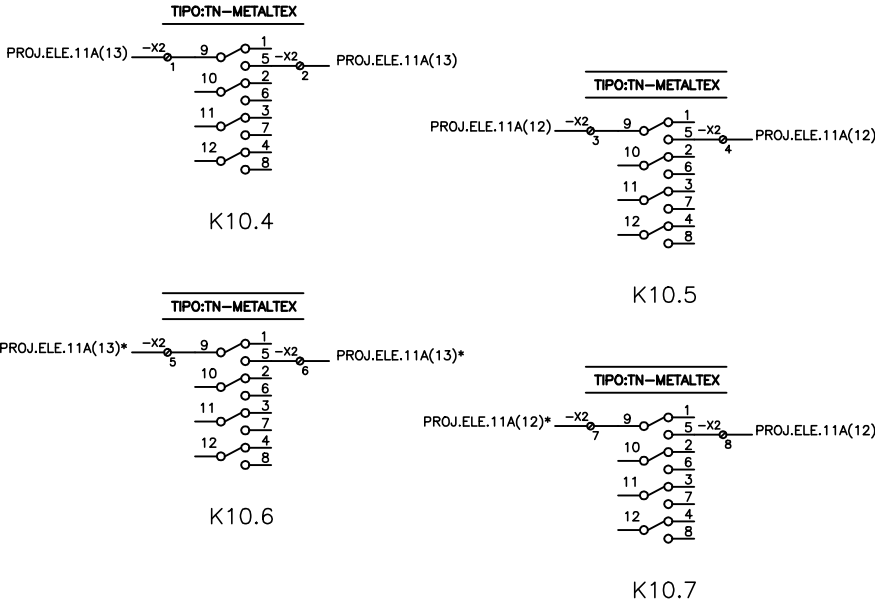 TIPO:TN-METALTEX
PROJ.ELE.11A(13) -X2 1 9 1
5 -X2 2 PROJ.ELE.11A(13)
10 2
6
11 3
7
12 4
8
K10.4
TIPO:TN-METALTEX
PROJ.ELE.11A(12) -X2 3 9 1
5 -X2 4 PROJ.ELE.11A(12)
10 2
6
11 3
7
12 4
8
K10.5
TIPO:TN-METALTEX
PROJ.ELE.11A(13)* -X2 5 9 1
5 -X2 6 PROJ.ELE.11A(13)*
10 2
6
11 3
7
12 4
8
K10.6
TIPO:TN-METALTEX
PROJ.ELE.11A(12)* -X2 7 9 1
5 -X2 8 PROJ.ELE.11A(12)
10 2
6
11 3
7
12 4
8
K10.7